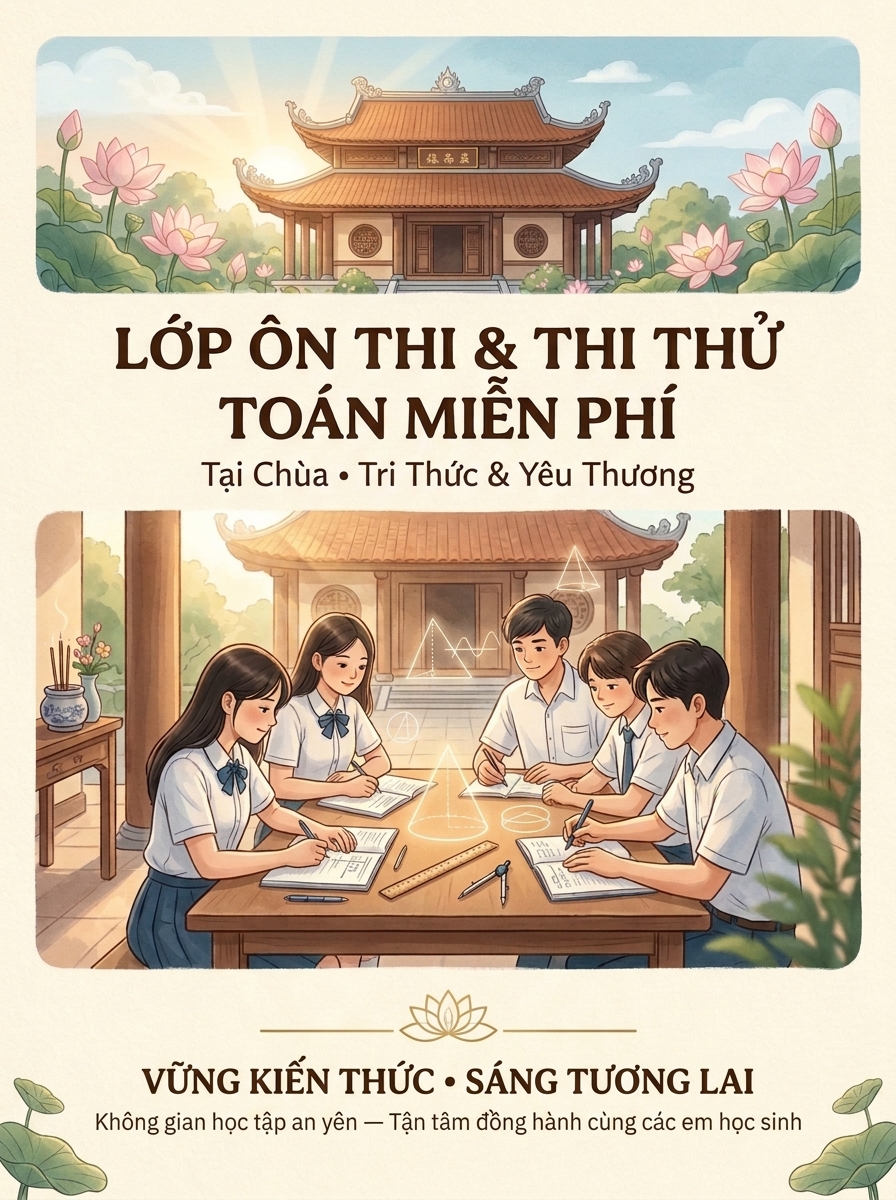 LỚP ÔN THI & THI THỬ
TOÁN MIỄN PHÍ
Tại Chùa • Tri Thức & Yêu Thương
VỮNG KIẾN THỨC • SÁNG TƯƠNG LAI
Không gian học tập an yên — Tận tâm đồng hành cùng các em học sinh